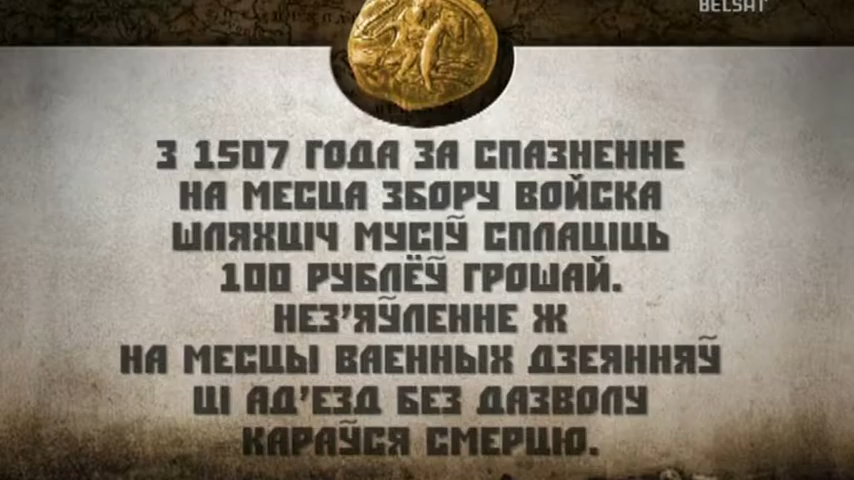 BELSAT
З 1507 ГОДА ЗА СПАЗНЕННЕ
НА МЕСЦА ЗБОРУ ВОЙСКА
ШЛЯХЦІЧ МУСІЎ СПЛАЦІЦЬ
100 РУБЛЁЎ ГРОШАЙ.
НЕЗ'ЯЎЛЕННЕ Ж
НА МЕСЦЫ ВАЕННЫХ ДЗЕЯННЯЎ
ЦІ АД'ЕЗД БЕЗ ДАЗВОЛУ
КАРАЎСЯ СМЕРЦЮ.